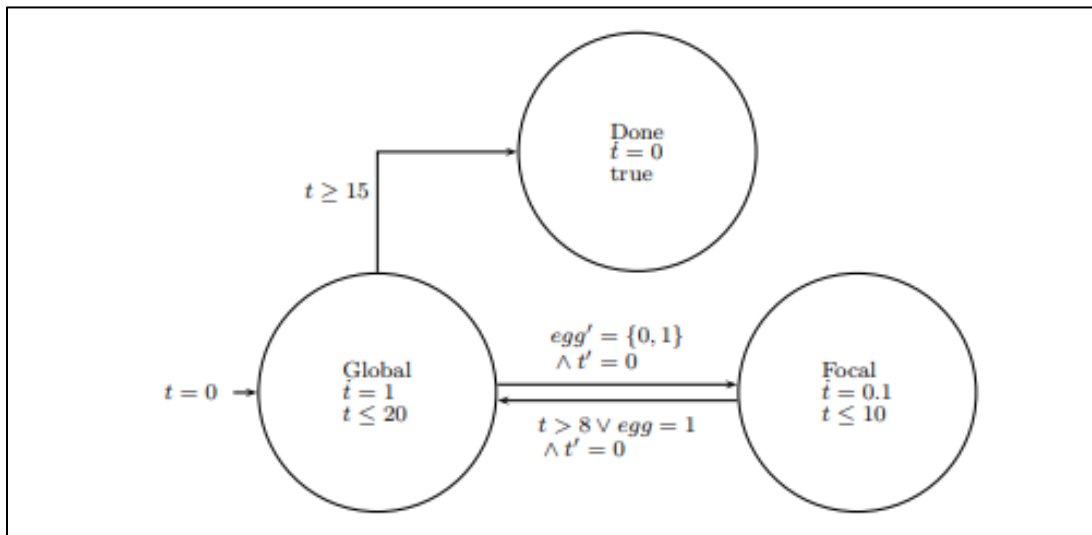 Done
ṫ = 0
true
t ≥ 15
egg′ = {0, 1}
∧ t′ = 0
Global
ṫ = 1
t ≤ 20
t = 0
Focal
ṫ = 0.1
t ≤ 10
t > 8 ∨ egg = 1
∧ t′ = 0